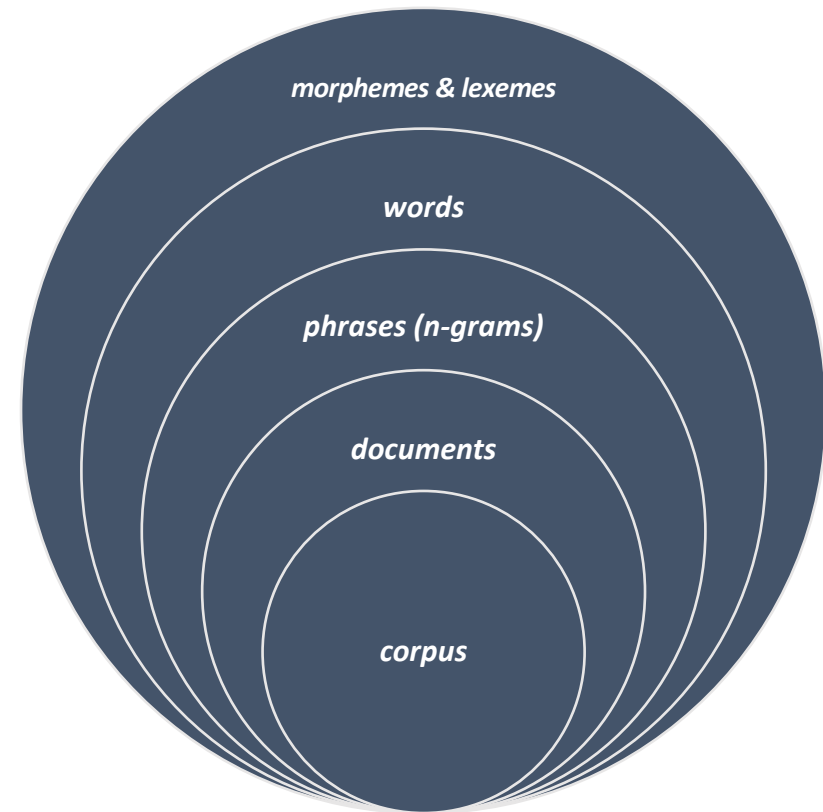 morphemes & lexemes
words
phrases (n-grams)
documents
corpus